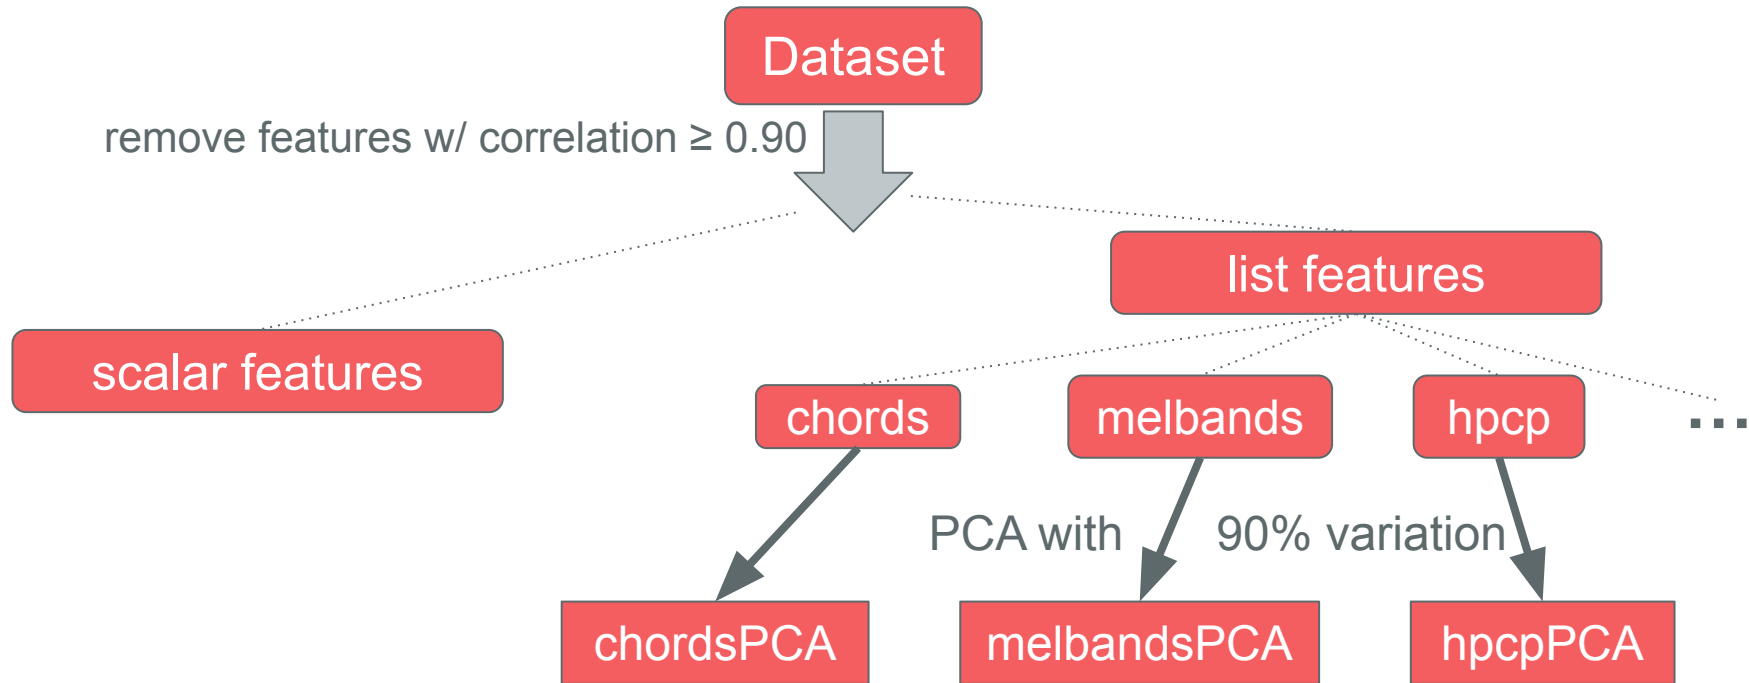 Dataset
remove features w/ correlation ≥ 0.90
list features
scalar features
chords
melbands
hpcp
...
PCA with 90% variation
chordsPCA
melbandsPCA
hpcpPCA